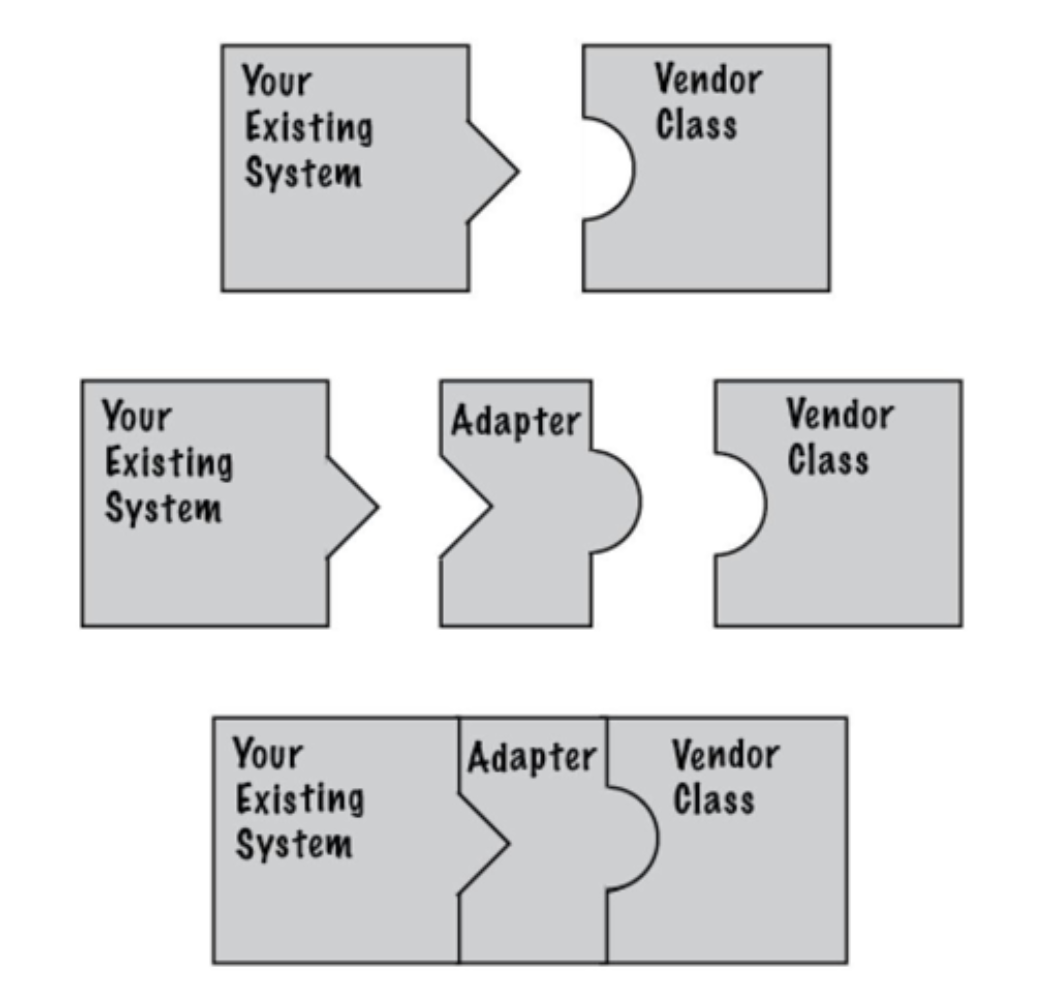 Your
Existing
System
Vendor
Class
Your
Existing
System
Adapter
Vendor
Class
Your
Existing
System
Adapter
Vendor
Class